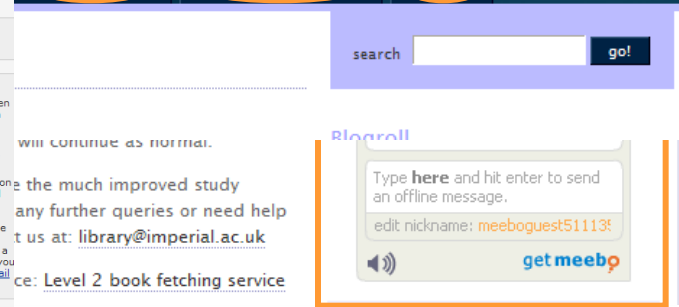 search go!
Blogroll
will continue as normal.
the much improved study
any further queries or need help
us at: library@imperial.ac.uk
Level 2 book fetching service
Type here and hit enter to send
an offline message.
edit nickname: meeboguest51113
get meebo